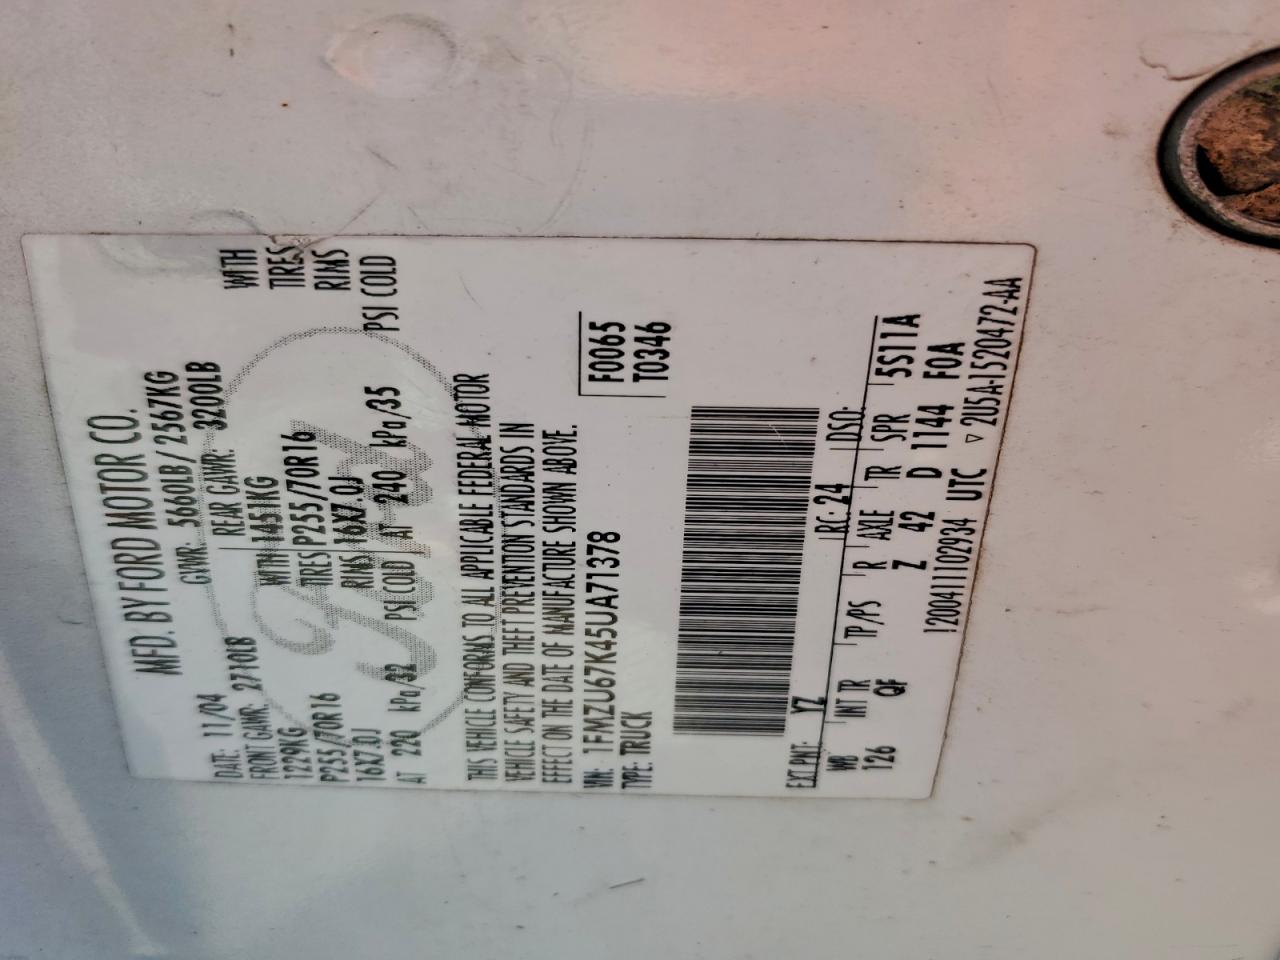 MFD. BY FORD MOTOR CO.
DATE: 11/04 GVWR: 5660LB/ 2567KG
FRONT GAWR: 2710LB REAR GAWR: 3200LB
1229KG WITH 1451KG WITH
P255/70R16 TIRES P255/70R16 TIRES
16X7.0J RIMS 16X7.0J RIMS
AT 220 kPa/32 PSI COLD AT 240 kPa/35 PSI COLD
THIS VEHICLE CONFORMS TO ALL APPLICABLE FEDERAL MOTOR
VEHICLE SAFETY AND THEFT PREVENTION STANDARDS IN
EFFECT ON THE DATE OF MANUFACTURE SHOWN ABOVE.
VIN: 1FMZU67K45UA71378 F0065
TYPE: TRUCK T0346
EXT PNT: YZ RC: 24 DSO:
WB INT TR TP/PS R AXLE TR SPR 5S11A
126 QF Z 42 D 1144 F0A
120041102934 UTC ▽ 2U5A-1520472-AA